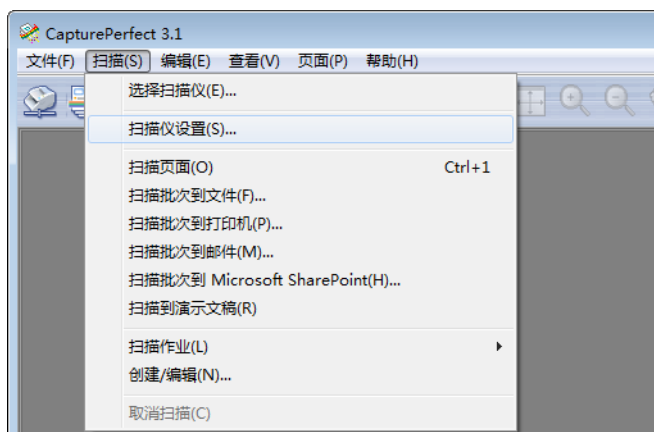 CapturePerfect 3.1
文件(F) 扫描(S) 编辑(E) 查看(V) 页面(P) 帮助(H)
选择扫描仪(E)...
扫描仪设置(S)...
扫描页面(O) Ctrl+1
扫描批次到文件(F)...
扫描批次到打印机(P)...
扫描批次到邮件(M)...
扫描批次到 Microsoft SharePoint(H)...
扫描到演示文稿(R)
扫描作业(L)
创建/编辑(N)...
取消扫描(C)